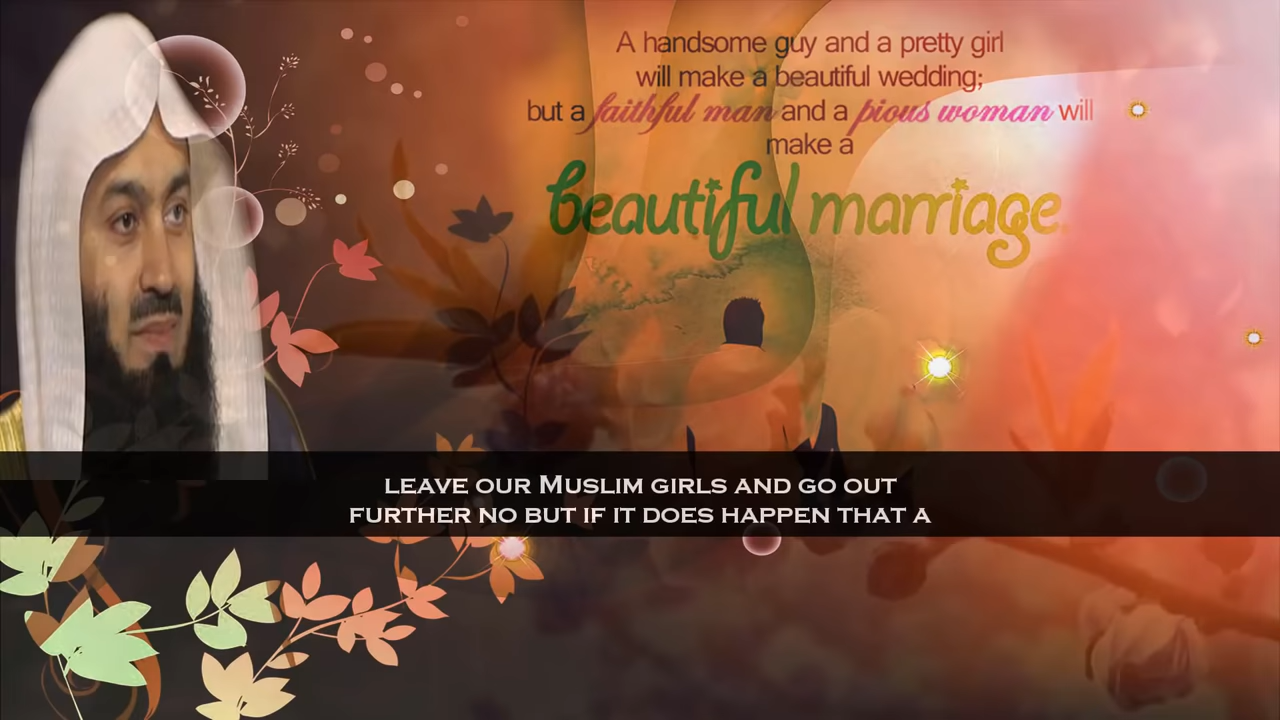 A handsome guy and a pretty girl
will make a beautiful wedding;
but a faithful man and a pious woman will
make a
beautiful marriage.
LEAVE OUR MUSLIM GIRLS AND GO OUT
FURTHER NO BUT IF IT DOES HAPPEN THAT A